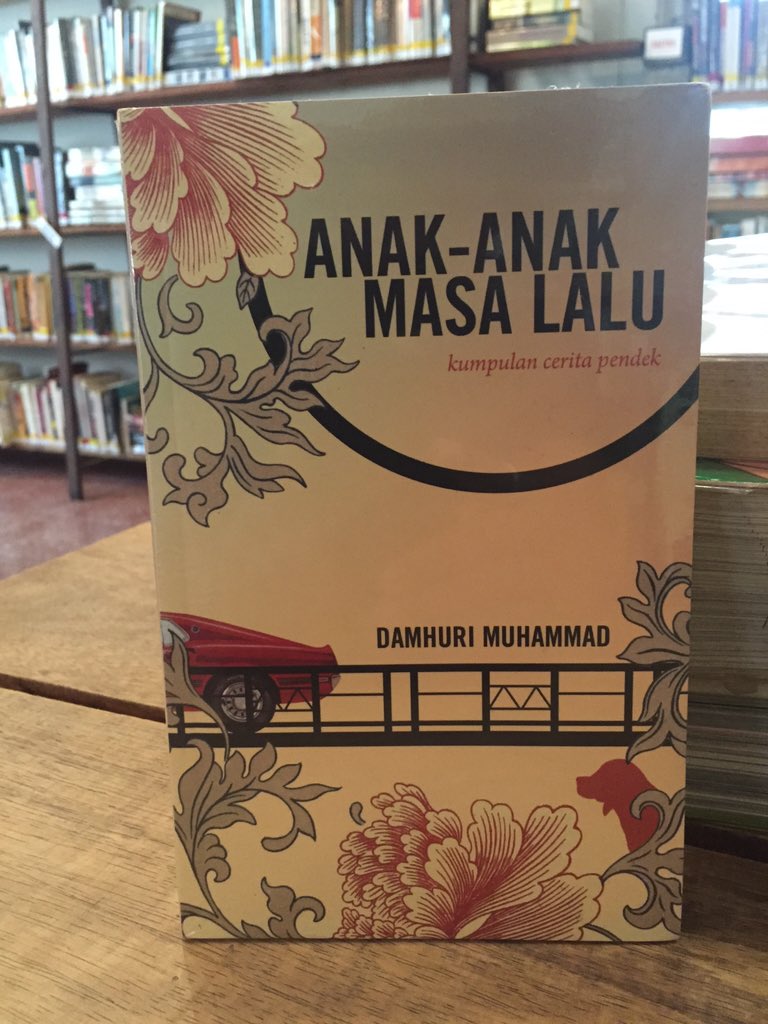 ANAK-ANAK
MASA LALU
kumpulan cerita pendek
DAMHURI MUHAMMAD